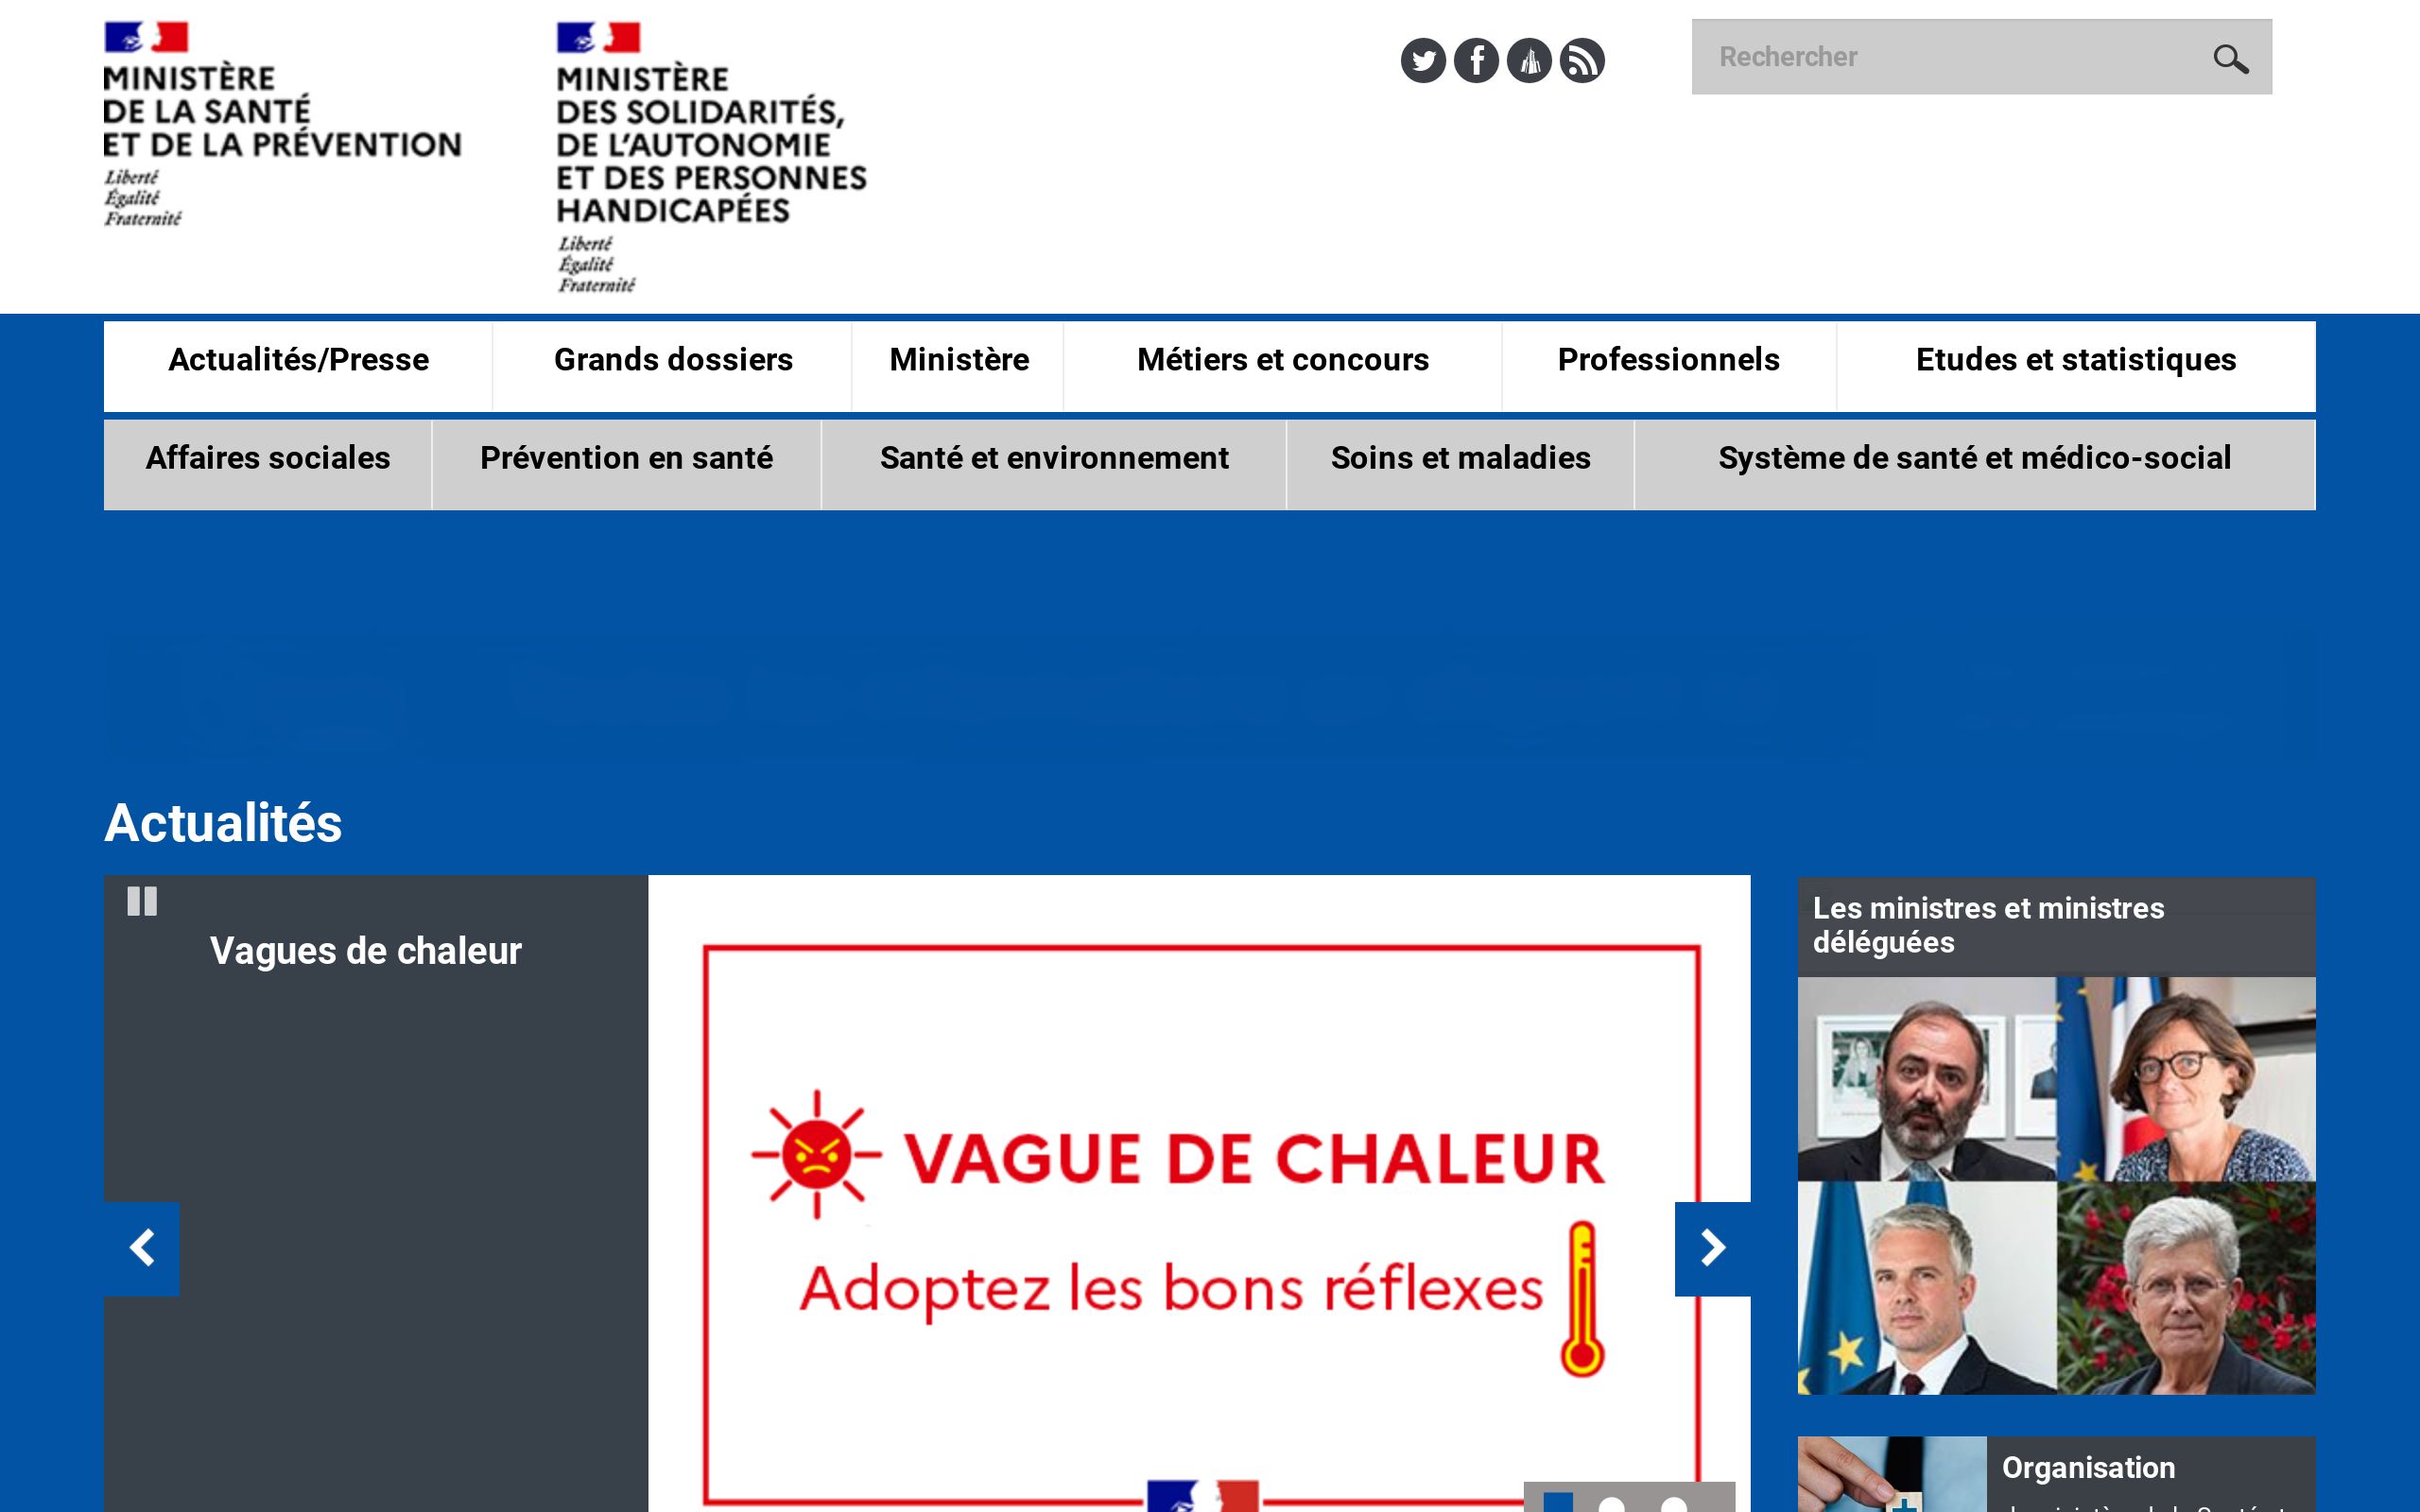 MINISTÈRE
DE LA SANTÉ
ET DE LA PRÉVENTION
Liberté
Égalité
Fraternité
MINISTÈRE
DES SOLIDARITÉS,
DE L'AUTONOMIE
ET DES PERSONNES
HANDICAPÉES
Liberté
Égalité
Fraternité
Rechercher
Actualités/Presse
Grands dossiers
Ministère
Métiers et concours
Professionnels
Etudes et statistiques
Affaires sociales
Prévention en santé
Santé et environnement
Soins et maladies
Système de santé et médico-social
Actualités
Vagues de chaleur
VAGUE DE CHALEUR
Adoptez les bons réflexes
Les ministres et ministres
déléguées
Organisation